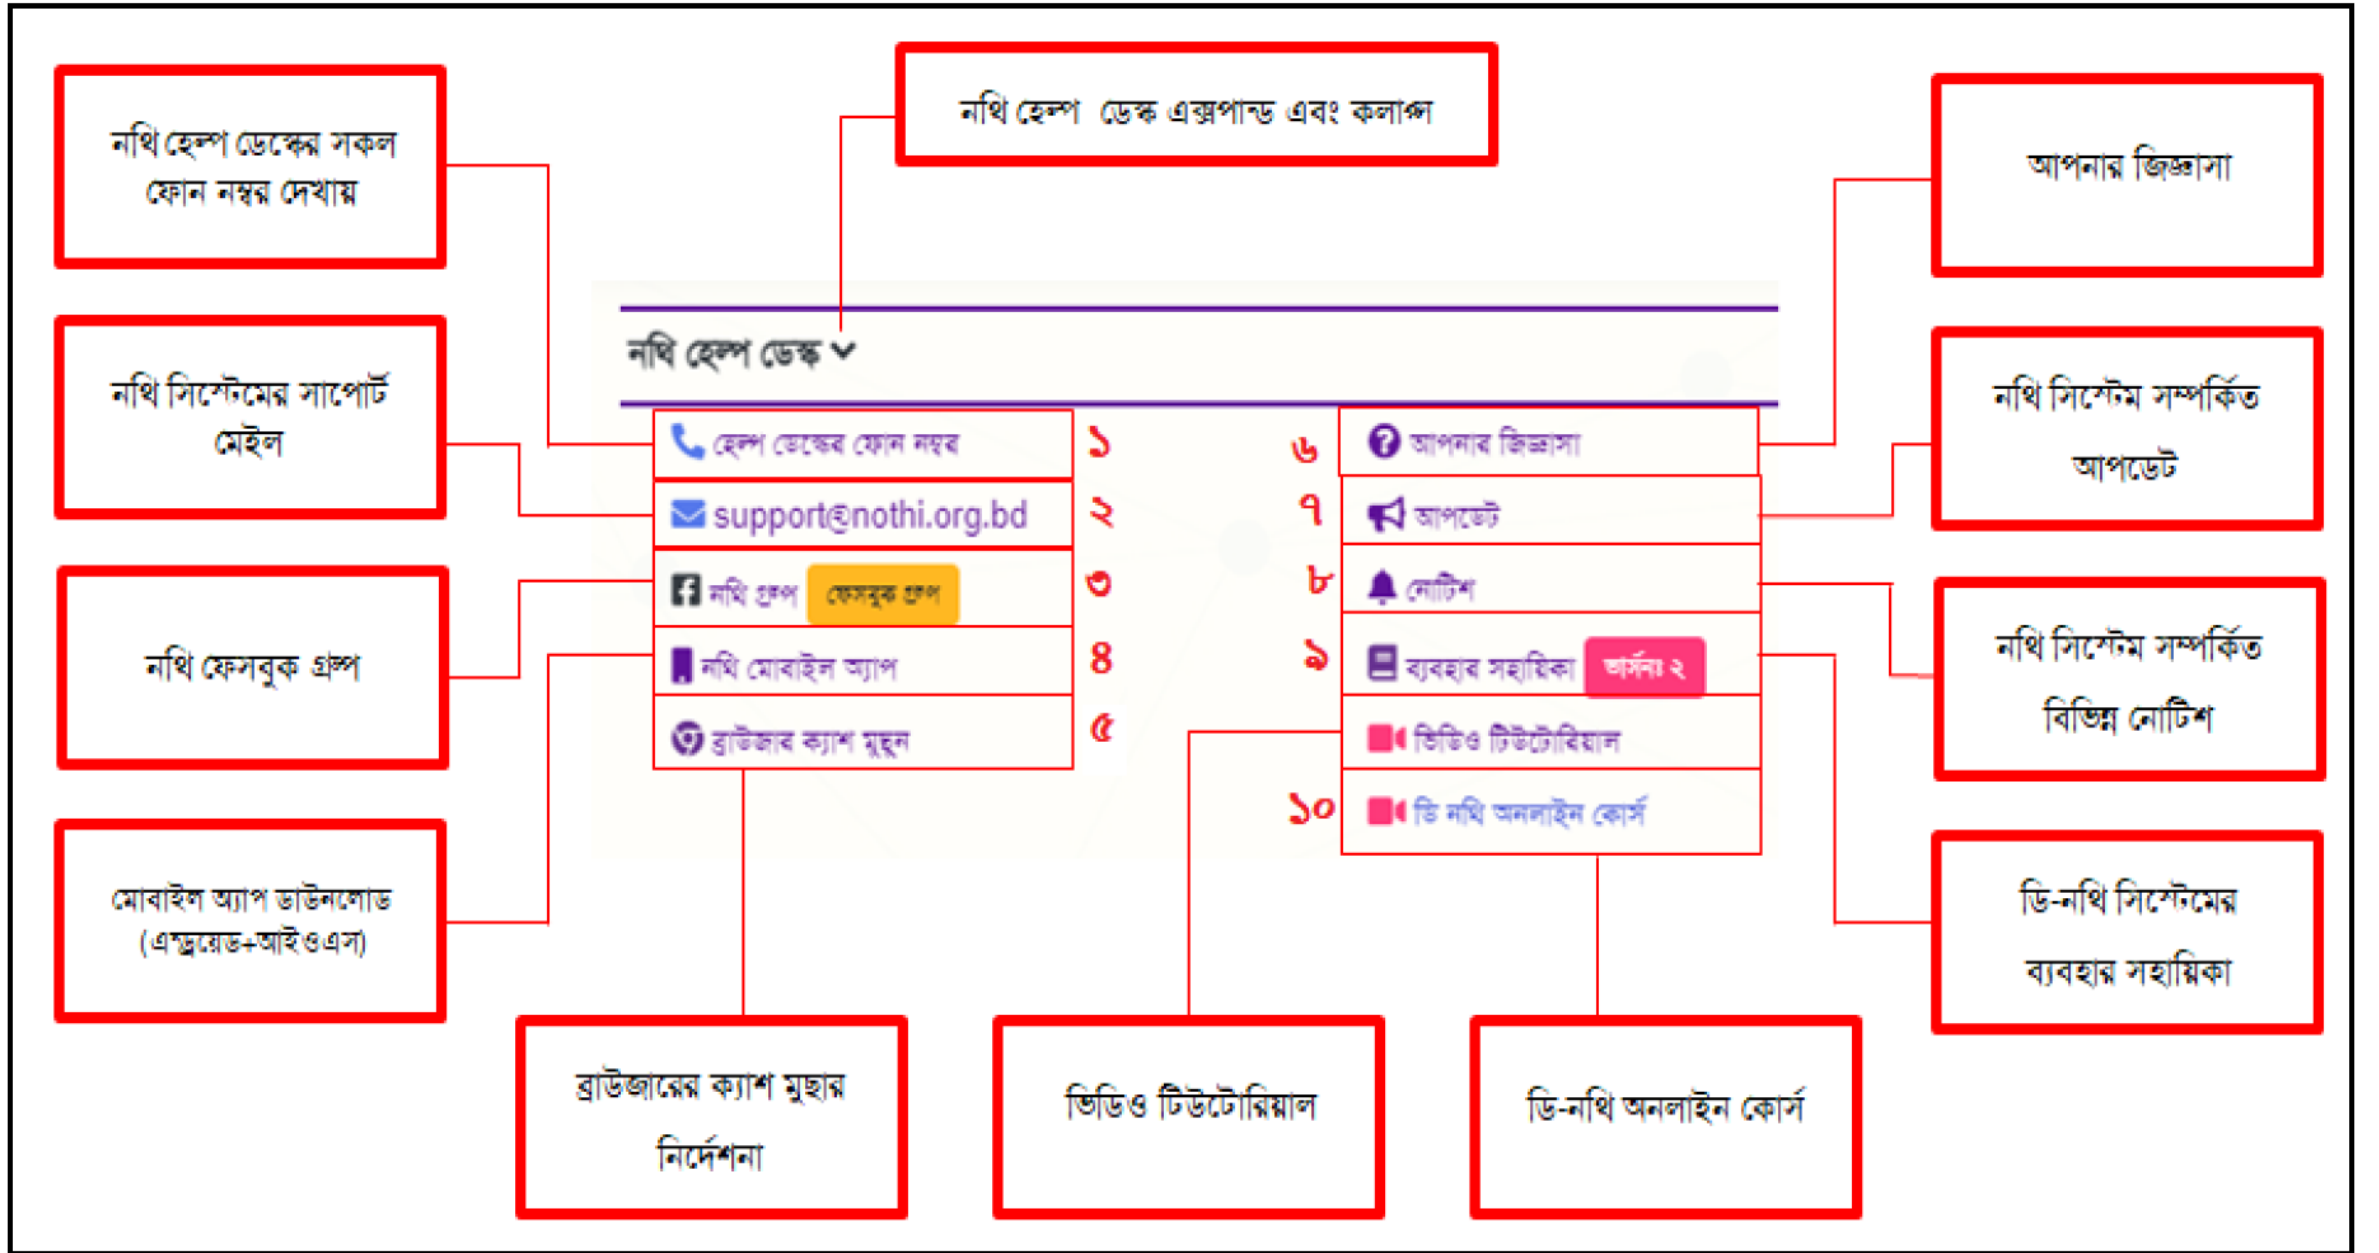 নথি হেল্প ডেস্কের সকল
ফোন নম্বর দেখায়
নথি হেল্প ডেস্ক এক্সপান্ড এবং কলাপ্স
আপনার জিজ্ঞাসা
নথি সিস্টেমের সাপোর্ট
মেইল
নথি সিস্টেম সম্পর্কিত
আপডেট
নথি ফেসবুক গ্রুপ
নথি সিস্টেম সম্পর্কিত
বিভিন্ন নোটিশ
মোবাইল অ্যাপ ডাউনলোড
(এন্ড্রয়েড+আইওএস)
ডি-নথি সিস্টেমের
ব্যবহার সহায়িকা
নথি হেল্প ডেস্ক
হেল্প ডেস্কের ফোন নম্বর ১
support@nothi.org.bd ২
নথি গ্রুপ ফেসবুক গ্রুপ ৩
নথি মোবাইল অ্যাপ ৪
ব্রাউজার ক্যাশ মুছুন ৫
৬ আপনার জিজ্ঞাসা
৭ আপডেট
৮ নোটিশ
৯ ব্যবহার সহায়িকা ভার্সনঃ ২
ভিডিও টিউটোরিয়াল
১০ ডি নথি অনলাইন কোর্স
ব্রাউজারের ক্যাশ মুছার
নির্দেশনা
ভিডিও টিউটোরিয়াল
ডি-নথি অনলাইন কোর্স